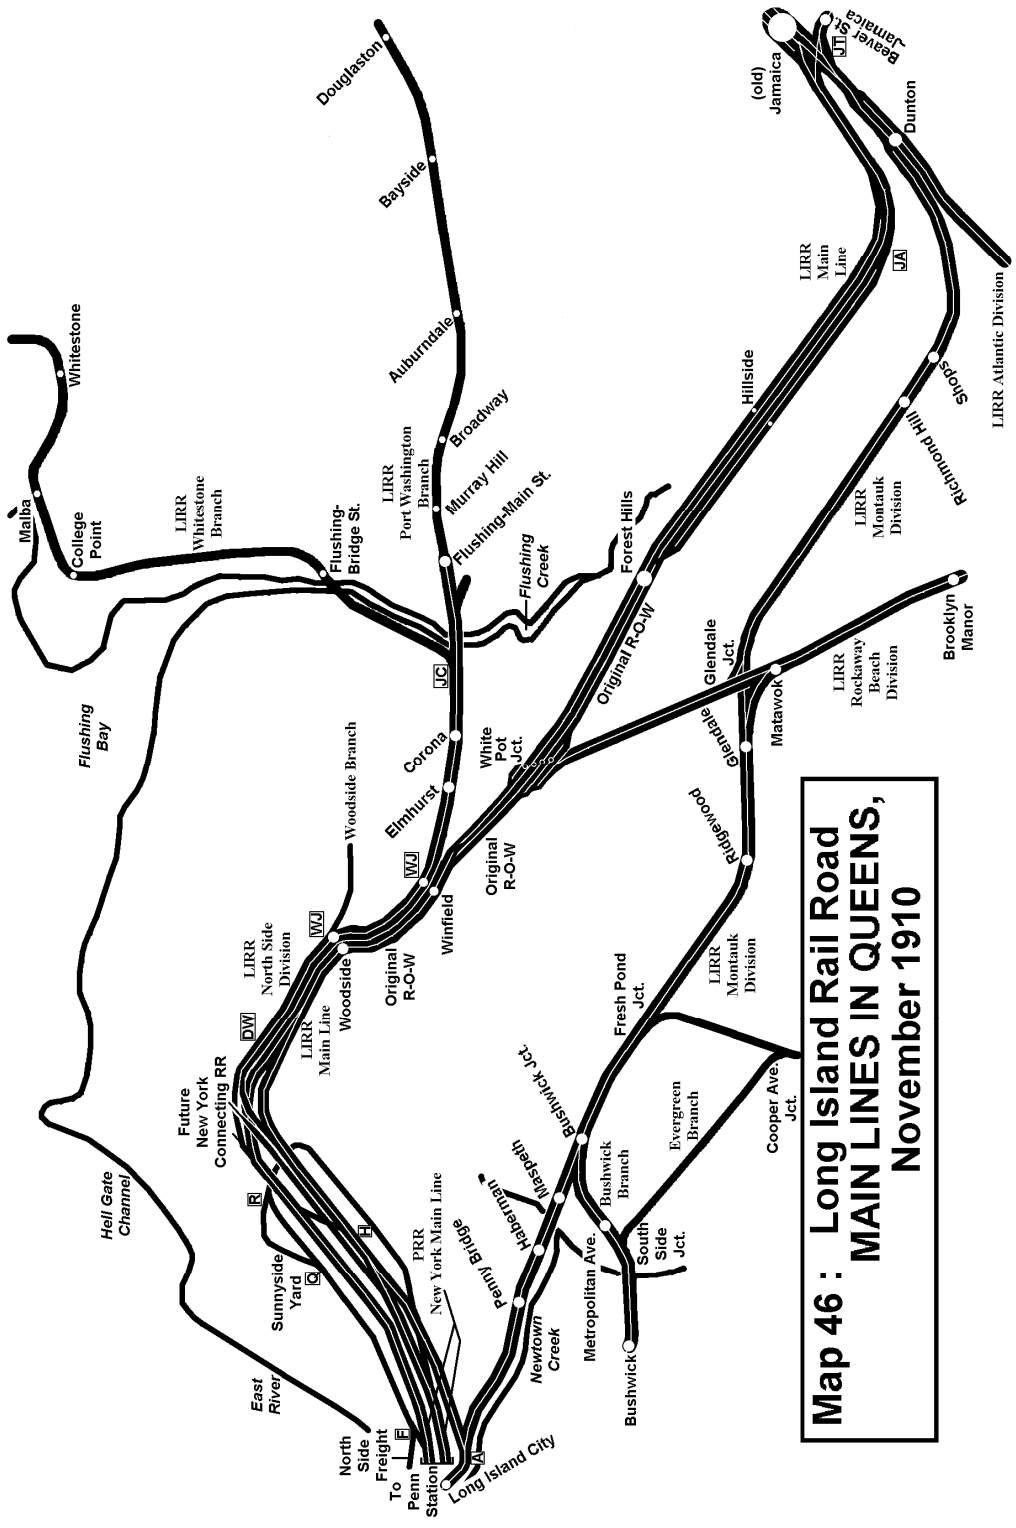 Douglaston
Bayside
Auburndale
Broadway
Murray Hill
Flushing-Main St.
LIRR
Port Washington
Branch
Whitestone
Malba
College
Point
LIRR
Whitestone
Branch
Flushing-
Bridge St.
Flushing
Creek
JC
Corona
Elmhurst
Flushing
Bay
Woodside Branch
WJ
WJ
Winfield
Original
R-O-W
White
Pot
Jct.
Original R-O-W
Forest Hills
Hillside
LIRR
Main
Line
JA
(old)
Jamaica
JT
Beaver St.
Jamaica
Dunton
LIRR Atlantic Division
Shops
Richmond Hill
LIRR
Montauk
Division
Glendale Jct.
Glendale
Matawok
LIRR
Rockaway
Beach
Division
Brooklyn
Manor
Ridgewood
LIRR
Montauk
Division
Fresh Pond
Jct.
Bushwick Jct.
Maspeth
Haberman
Penny Bridge
Newtown
Creek
Bushwick
Branch
Evergreen
Branch
Cooper Ave.
Jct.
South
Side
Jct.
Metropolitan Ave.
Bushwick
LIRR
North Side
Division
Original
R-O-W
Woodside
LIRR
Main Line
DW
Future
New York
Connecting RR
Hell Gate
Channel
R
H
Q
Sunnyside
Yard
PRR
New York Main Line
East
River
North
Side
Freight
F
To
Penn
Station
A
Long Island City
Map 46 : Long Island Rail Road
MAIN LINES IN QUEENS,
November 1910